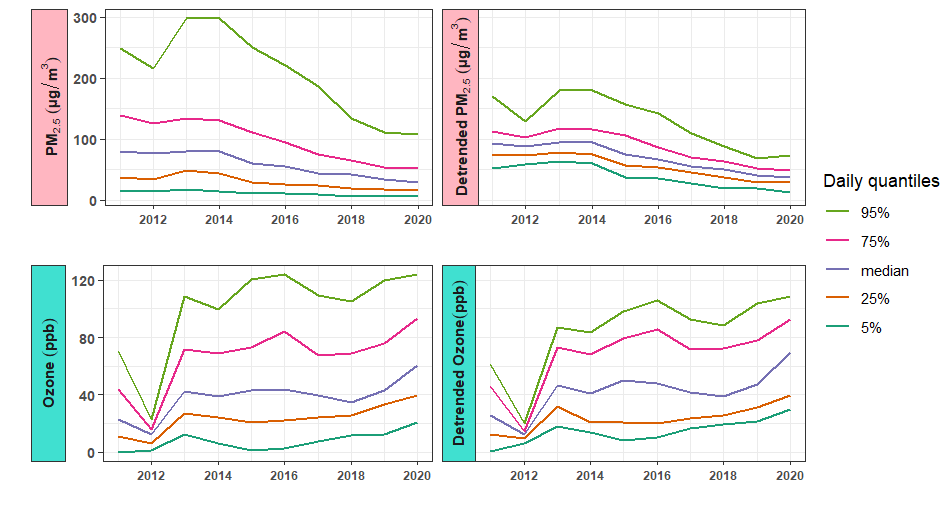 PM2.5 (µg/m³)
300
200
100
0
2012 2014 2016 2018 2020
Detrended PM2.5 (µg/m³)
2012 2014 2016 2018 2020
Ozone (ppb)
120
80
40
0
2012 2014 2016 2018 2020
Detrended Ozone(ppb)
2012 2014 2016 2018 2020
Daily quantiles
95%
75%
median
25%
5%